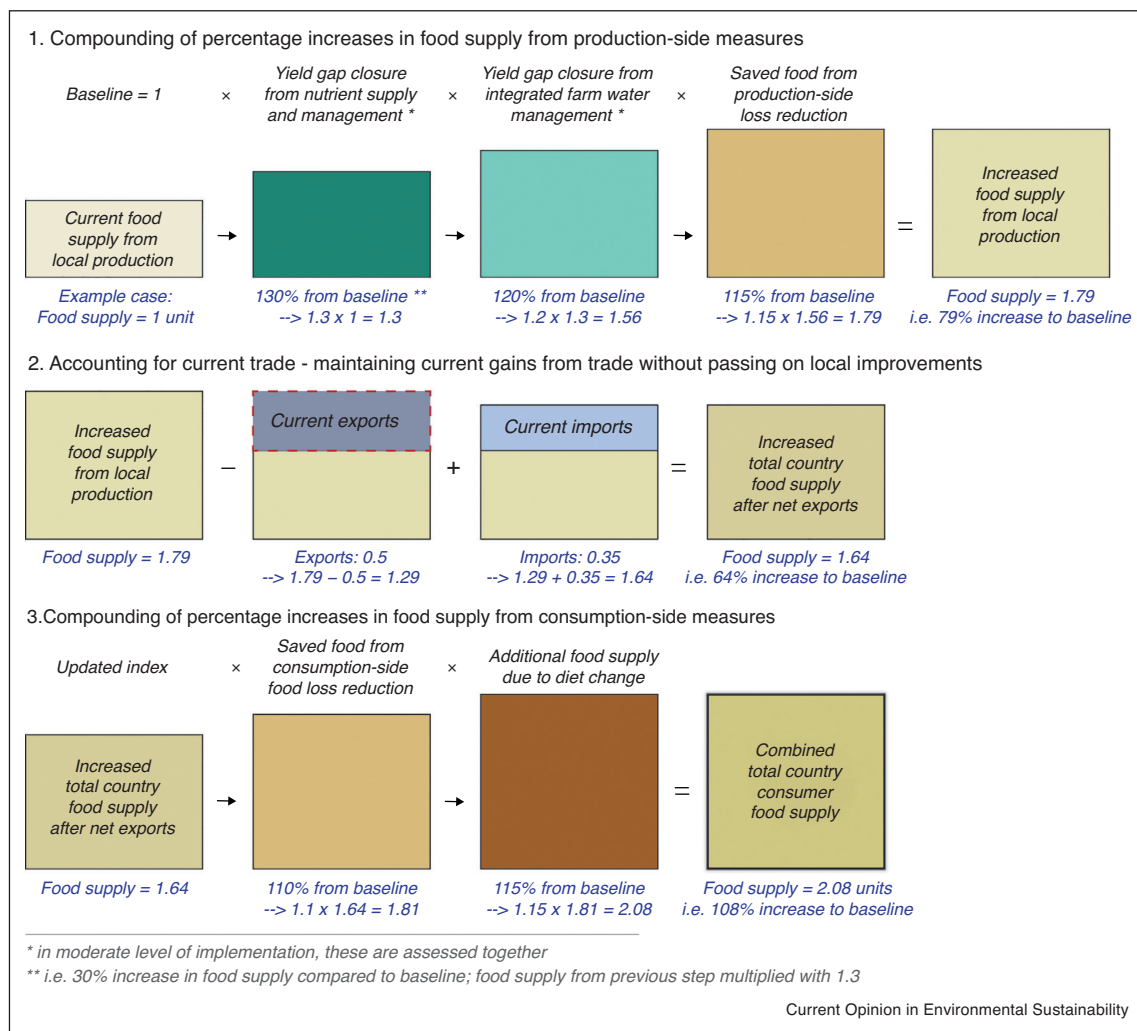 1. Compounding of percentage increases in food supply from production-side measures
Baseline = 1
×
Yield gap closure
from nutrient supply
and management *
×
Yield gap closure from
integrated farm water
management *
×
Saved food from
production-side
loss reduction
Current food
supply from
local production
=
Increased
food supply
from local
production
Example case:
Food supply = 1 unit
130% from baseline **
--> 1.3 x 1 = 1.3
120% from baseline
--> 1.2 x 1.3 = 1.56
115% from baseline
--> 1.15 x 1.56 = 1.79
Food supply = 1.79
i.e. 79% increase to baseline
2. Accounting for current trade - maintaining current gains from trade without passing on local improvements
Increased
food supply
from local
production
−
Current exports
+
Current imports
=
Increased
total country
food supply
after net exports
Food supply = 1.79
Exports: 0.5
--> 1.79 − 0.5 = 1.29
Imports: 0.35
--> 1.29 + 0.35 = 1.64
Food supply = 1.64
i.e. 64% increase to baseline
3.Compounding of percentage increases in food supply from consumption-side measures
Updated index
×
Saved food from
consumption-side
food loss reduction
×
Additional food supply
due to diet change
Increased
total country
food supply
after net exports
=
Combined
total country
consumer
food supply
Food supply = 1.64
110% from baseline
--> 1.1 x 1.64 = 1.81
115% from baseline
--> 1.15 x 1.81 = 2.08
Food supply = 2.08 units
i.e. 108% increase to baseline
* in moderate level of implementation, these are assessed together
** i.e. 30% increase in food supply compared to baseline; food supply from previous step multiplied with 1.3
Current Opinion in Environmental Sustainability